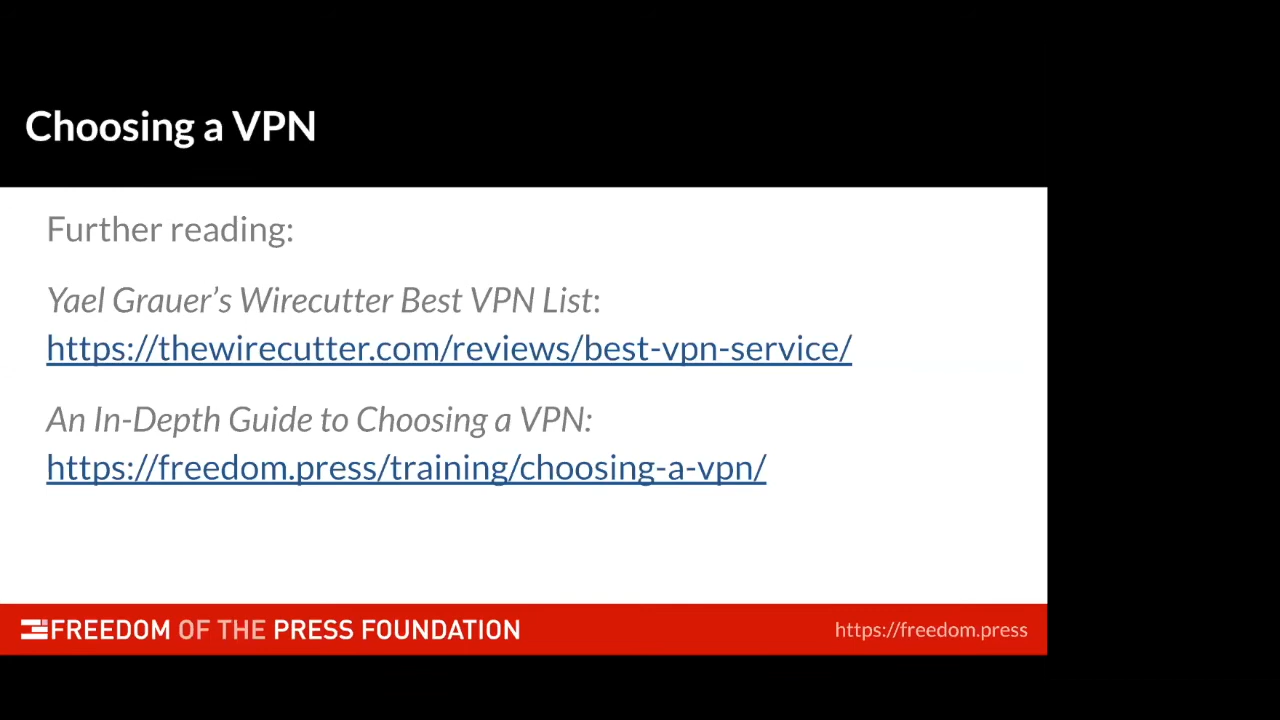 Choosing a VPN
Further reading:
Yael Grauer’s Wirecutter Best VPN List:
https://thewirecutter.com/reviews/best-vpn-service/
An In-Depth Guide to Choosing a VPN:
https://freedom.press/training/choosing-a-vpn/
FREEDOM OF THE PRESS FOUNDATION
https://freedom.press